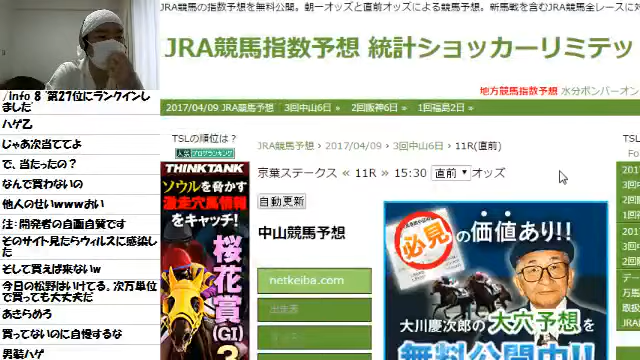 JRA競馬の指数予想を無料公開。朝一オッズと直前オッズによる競馬予想。新馬戦を含むJRA全レースに対
JRA競馬指数予想 統計ショッカーリミテッ
地方競馬指数予想 水分ボンバーオン
2017/04/09 JRA予想 3回中山6日 » 2回阪神6日 » 1回福島2日 »
/info 8 "第27位にランクインし
ました"
ハゲ乙
じゃあ次当ててよ
で、当たったの?
なんで買わないの
他人のせいwwwおい
注:開発者の自画自賛です
そのサイト見たらウィルスに感染し
た
そして買えば来ないw
今日の松野はいけてる。次万単位
で買っても大丈夫だ
あきらめろ
買ってないのに自慢するな
男装ハゲ
TSLの順位は?
人気ブログランキング
THINKTANK
ソウルを脅かす
激走穴馬情報
をキャッチ!
桜花賞
(GI)
JRA予想 » 2017/04/09 » 3回中山6日 » 11R(直前)
京葉ステークス « 11R » 15:30 直前 オッズ
自動更新
中山競馬予想
netkeiba.com
出走表
必見
の価値あり!!
大川慶次郎の大穴予想を
無料公開中!!
TSL
2017